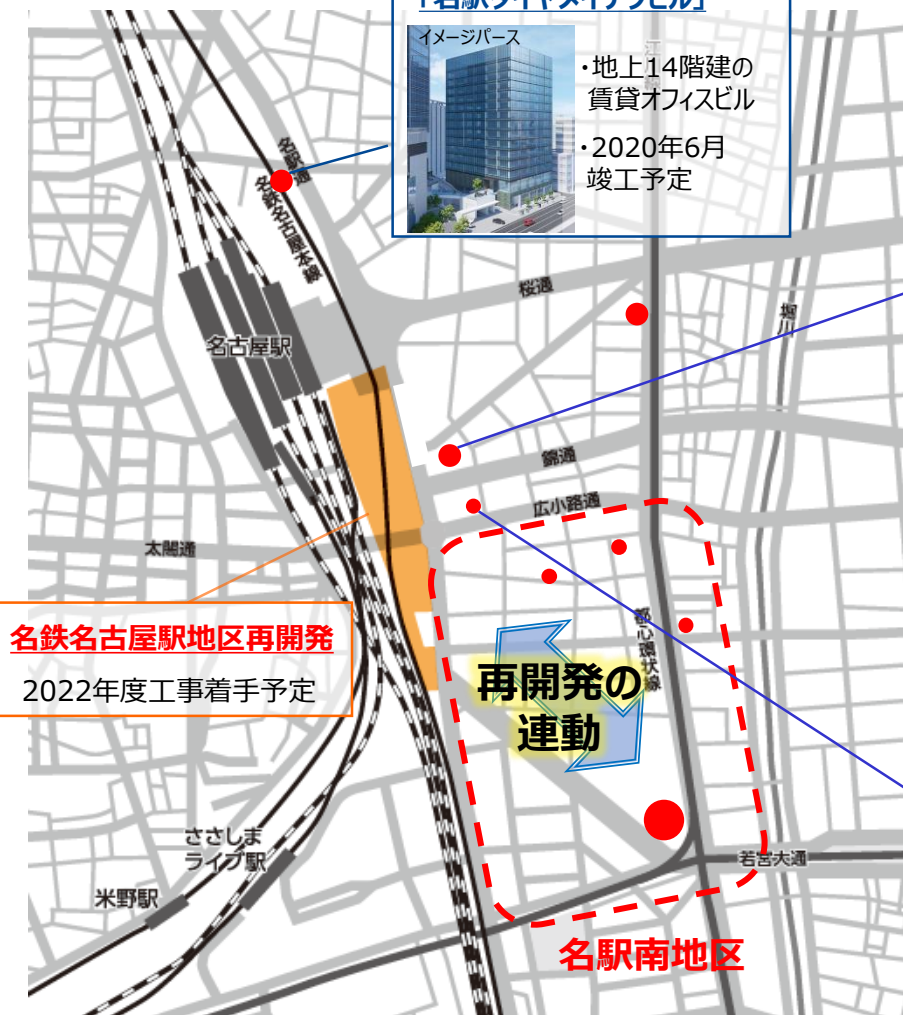 イメージパース
・地上14階建の
賃貸オフィスビル
・2020年6月
竣工予定
名駅通
名鉄名古屋本線
桜通
堀川
名古屋駅
錦通
広小路通
太閤通
都心環状線
名鉄名古屋駅地区再開発
2022年度工事着手予定
再開発の
連動
ささしま
ライブ駅
米野駅
若宮大通
名駅南地区